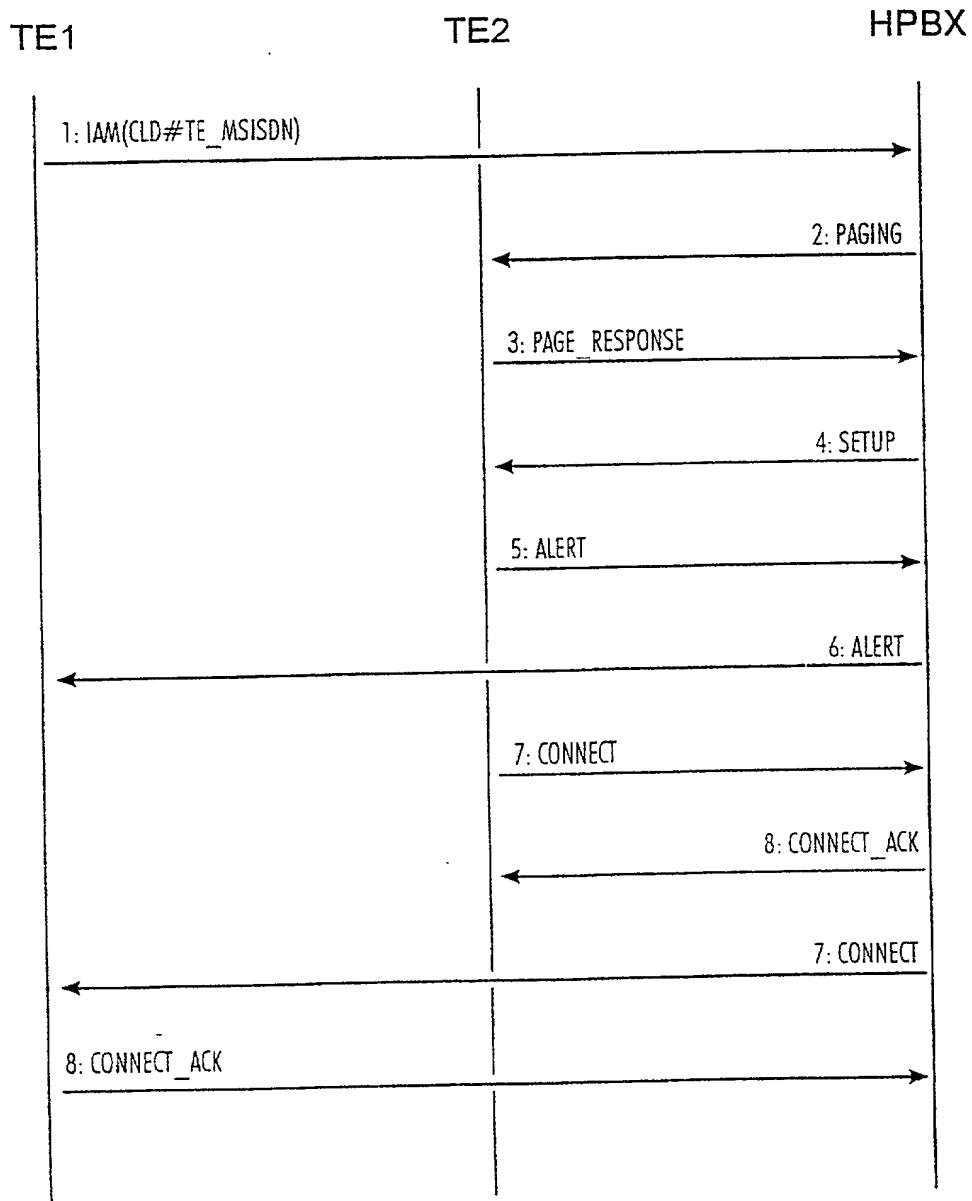 TE1 TE2 HPBX
1: IAM(CLD#TE_MSISDN)
2: PAGING
3: PAGE_RESPONSE
4: SETUP
5: ALERT
6: ALERT
7: CONNECT
8: CONNECT_ACK
7: CONNECT
8: CONNECT_ACK